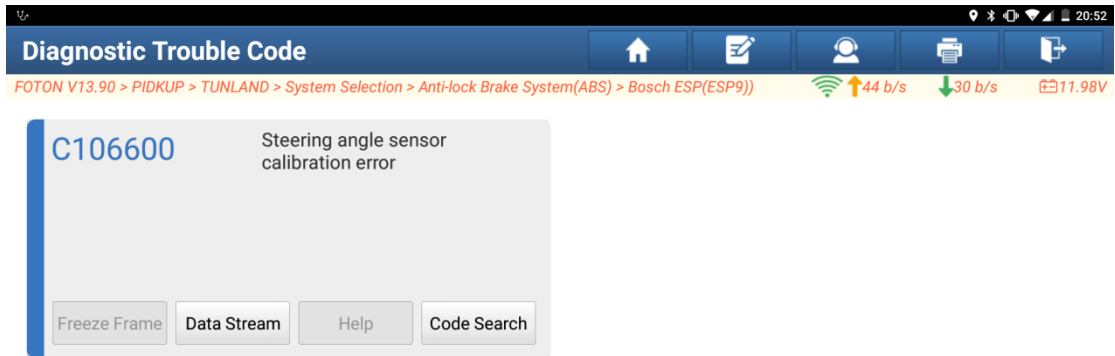 20:52
Diagnostic Trouble Code
FOTON V13.90 > PIDKUP > TUNLAND > System Selection > Anti-lock Brake System(ABS) > Bosch ESP(ESP9)) 44 b/s 30 b/s 11.98V
C106600 Steering angle sensor
calibration error
Freeze Frame Data Stream Help Code Search